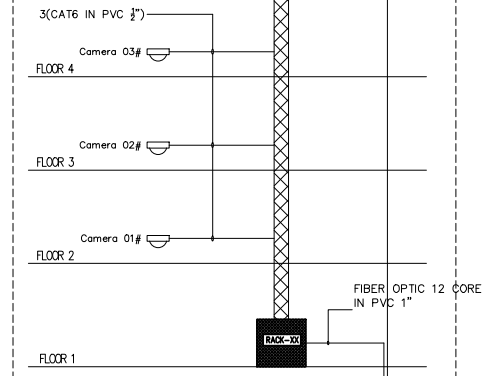 3(CAT6 IN PVC ½")
Camera 03#
FLOOR 4
Camera 02#
FLOOR 3
Camera 01#
FLOOR 2
FIBER OPTIC 12 CORE
IN PVC 1"
RACK-XX
FLOOR 1